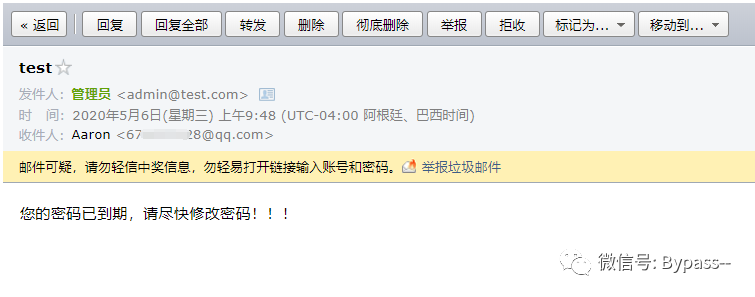 « 返回 回复 回复全部 转发 删除 彻底删除 举报 拒收 标记为... 移动到...
test
发件人：管理员 <admin@test.com>
时　间：2020年5月6日(星期三) 上午9:48 (UTC-04:00 阿根廷、巴西时间)
收件人：Aaron <67 28@qq.com>
邮件可疑，请勿轻信中奖信息，勿轻易打开链接输入账号和密码。 举报垃圾邮件
您的密码已到期，请尽快修改密码！！！
微信号: Bypass--